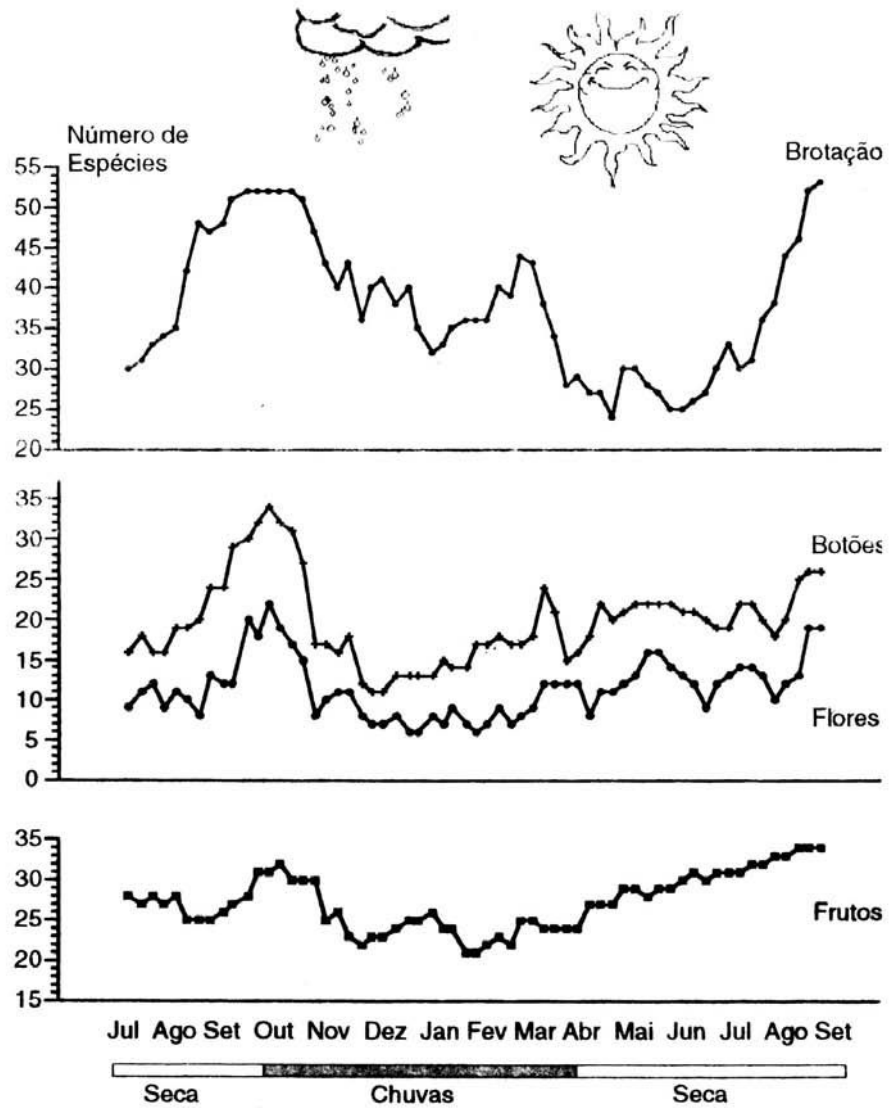 Número de
Espécies
Brotação
55
50
45
40
35
30
25
20
Botões
Flores
35
30
25
20
15
10
5
0
Frutos
35
30
25
20
15
Jul Ago Set Out Nov Dez Jan Fev Mar Abr Mai Jun Jul Ago Set
Seca Chuvas Seca